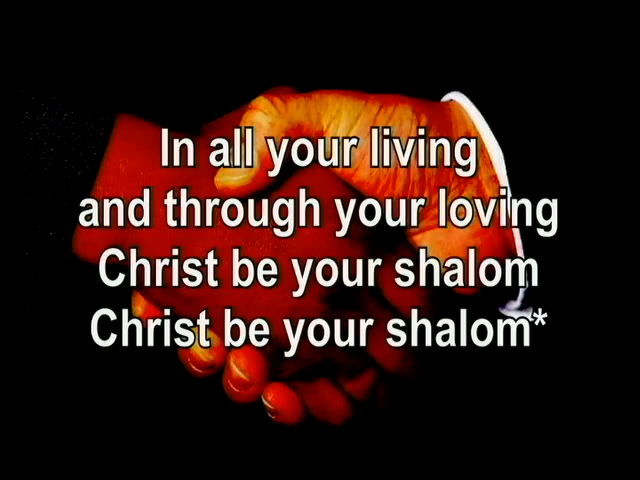 In all your living
and through your loving
Christ be your shalom
Christ be your shalom*